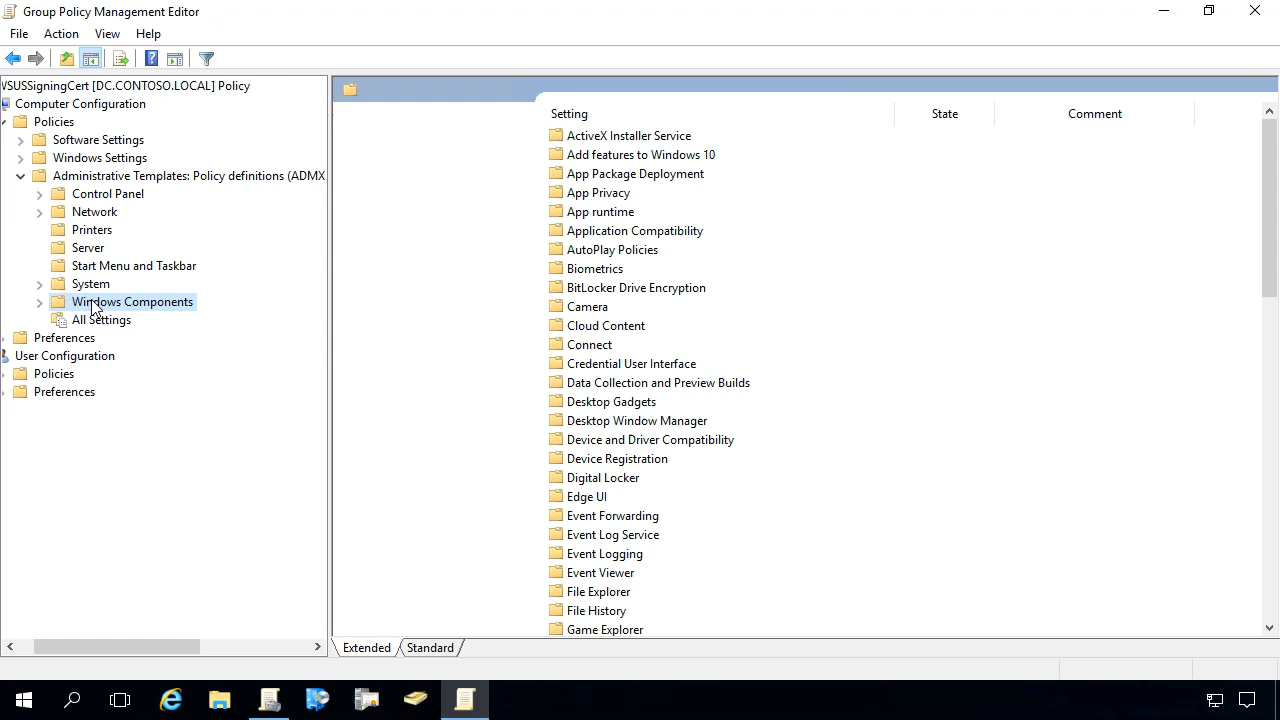 Group Policy Management Editor
File Action View Help
VSUSSigningCert [DC.CONTOSO.LOCAL] Policy
Computer Configuration
Policies
Software Settings
Windows Settings
Administrative Templates: Policy definitions (ADMX
Control Panel
Network
Printers
Server
Start Menu and Taskbar
System
Windows Components
All Settings
Preferences
User Configuration
Policies
Preferences
Setting State Comment
ActiveX Installer Service
Add features to Windows 10
App Package Deployment
App Privacy
App runtime
Application Compatibility
AutoPlay Policies
Biometrics
BitLocker Drive Encryption
Camera
Cloud Content
Connect
Credential User Interface
Data Collection and Preview Builds
Desktop Gadgets
Desktop Window Manager
Device and Driver Compatibility
Device Registration
Digital Locker
Edge UI
Event Forwarding
Event Log Service
Event Logging
Event Viewer
File Explorer
File History
Game Explorer
Extended Standard